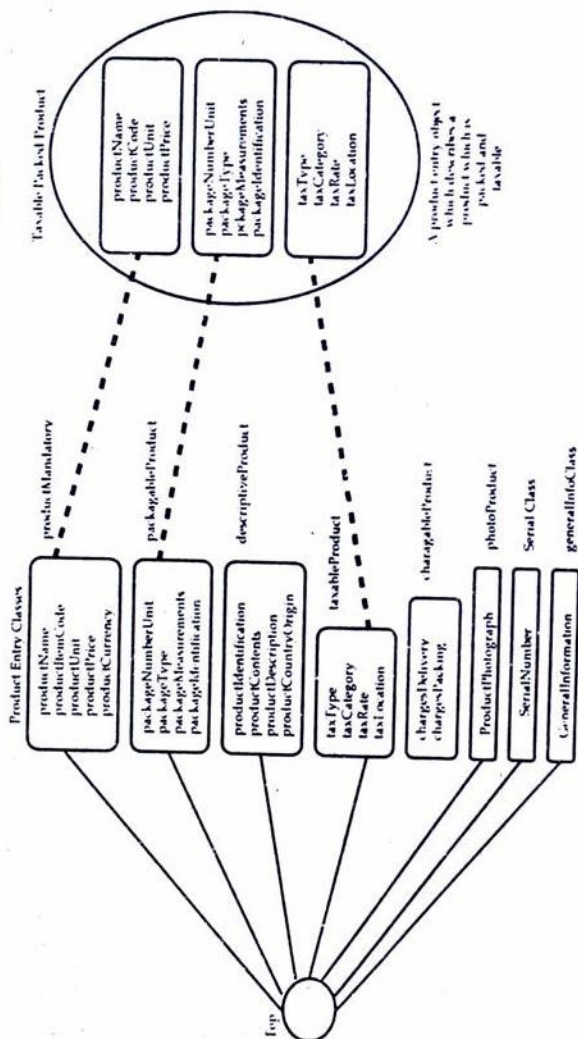 Top
Product Entry Classes
productName
productItemCode
productUnit
productPrice
productCurrency
productMandatory
packageNumberUnit
packageType
packageMeasurements
packageIdentification
packagableProduct
productIdentification
productContents
productDescription
productCountryOrigin
descriptiveProduct
taxType
taxCategory
taxRate
taxLocation
taxableProduct
chargesDelivery
chargesPacking
charagableProduct
ProductPhotograph
photoProduct
SerialNumber
Serial Class
GeneralInformation
generalInfoClass
Taxable Packed Product
productName
productCode
productUnit
productPrice
packageNumberUnit
packageType
pckageMeasurements
packageIdentification
taxType
taxCategory
taxRate
taxLocation
A product entry object
which describes a
product which is
packed and
taxable